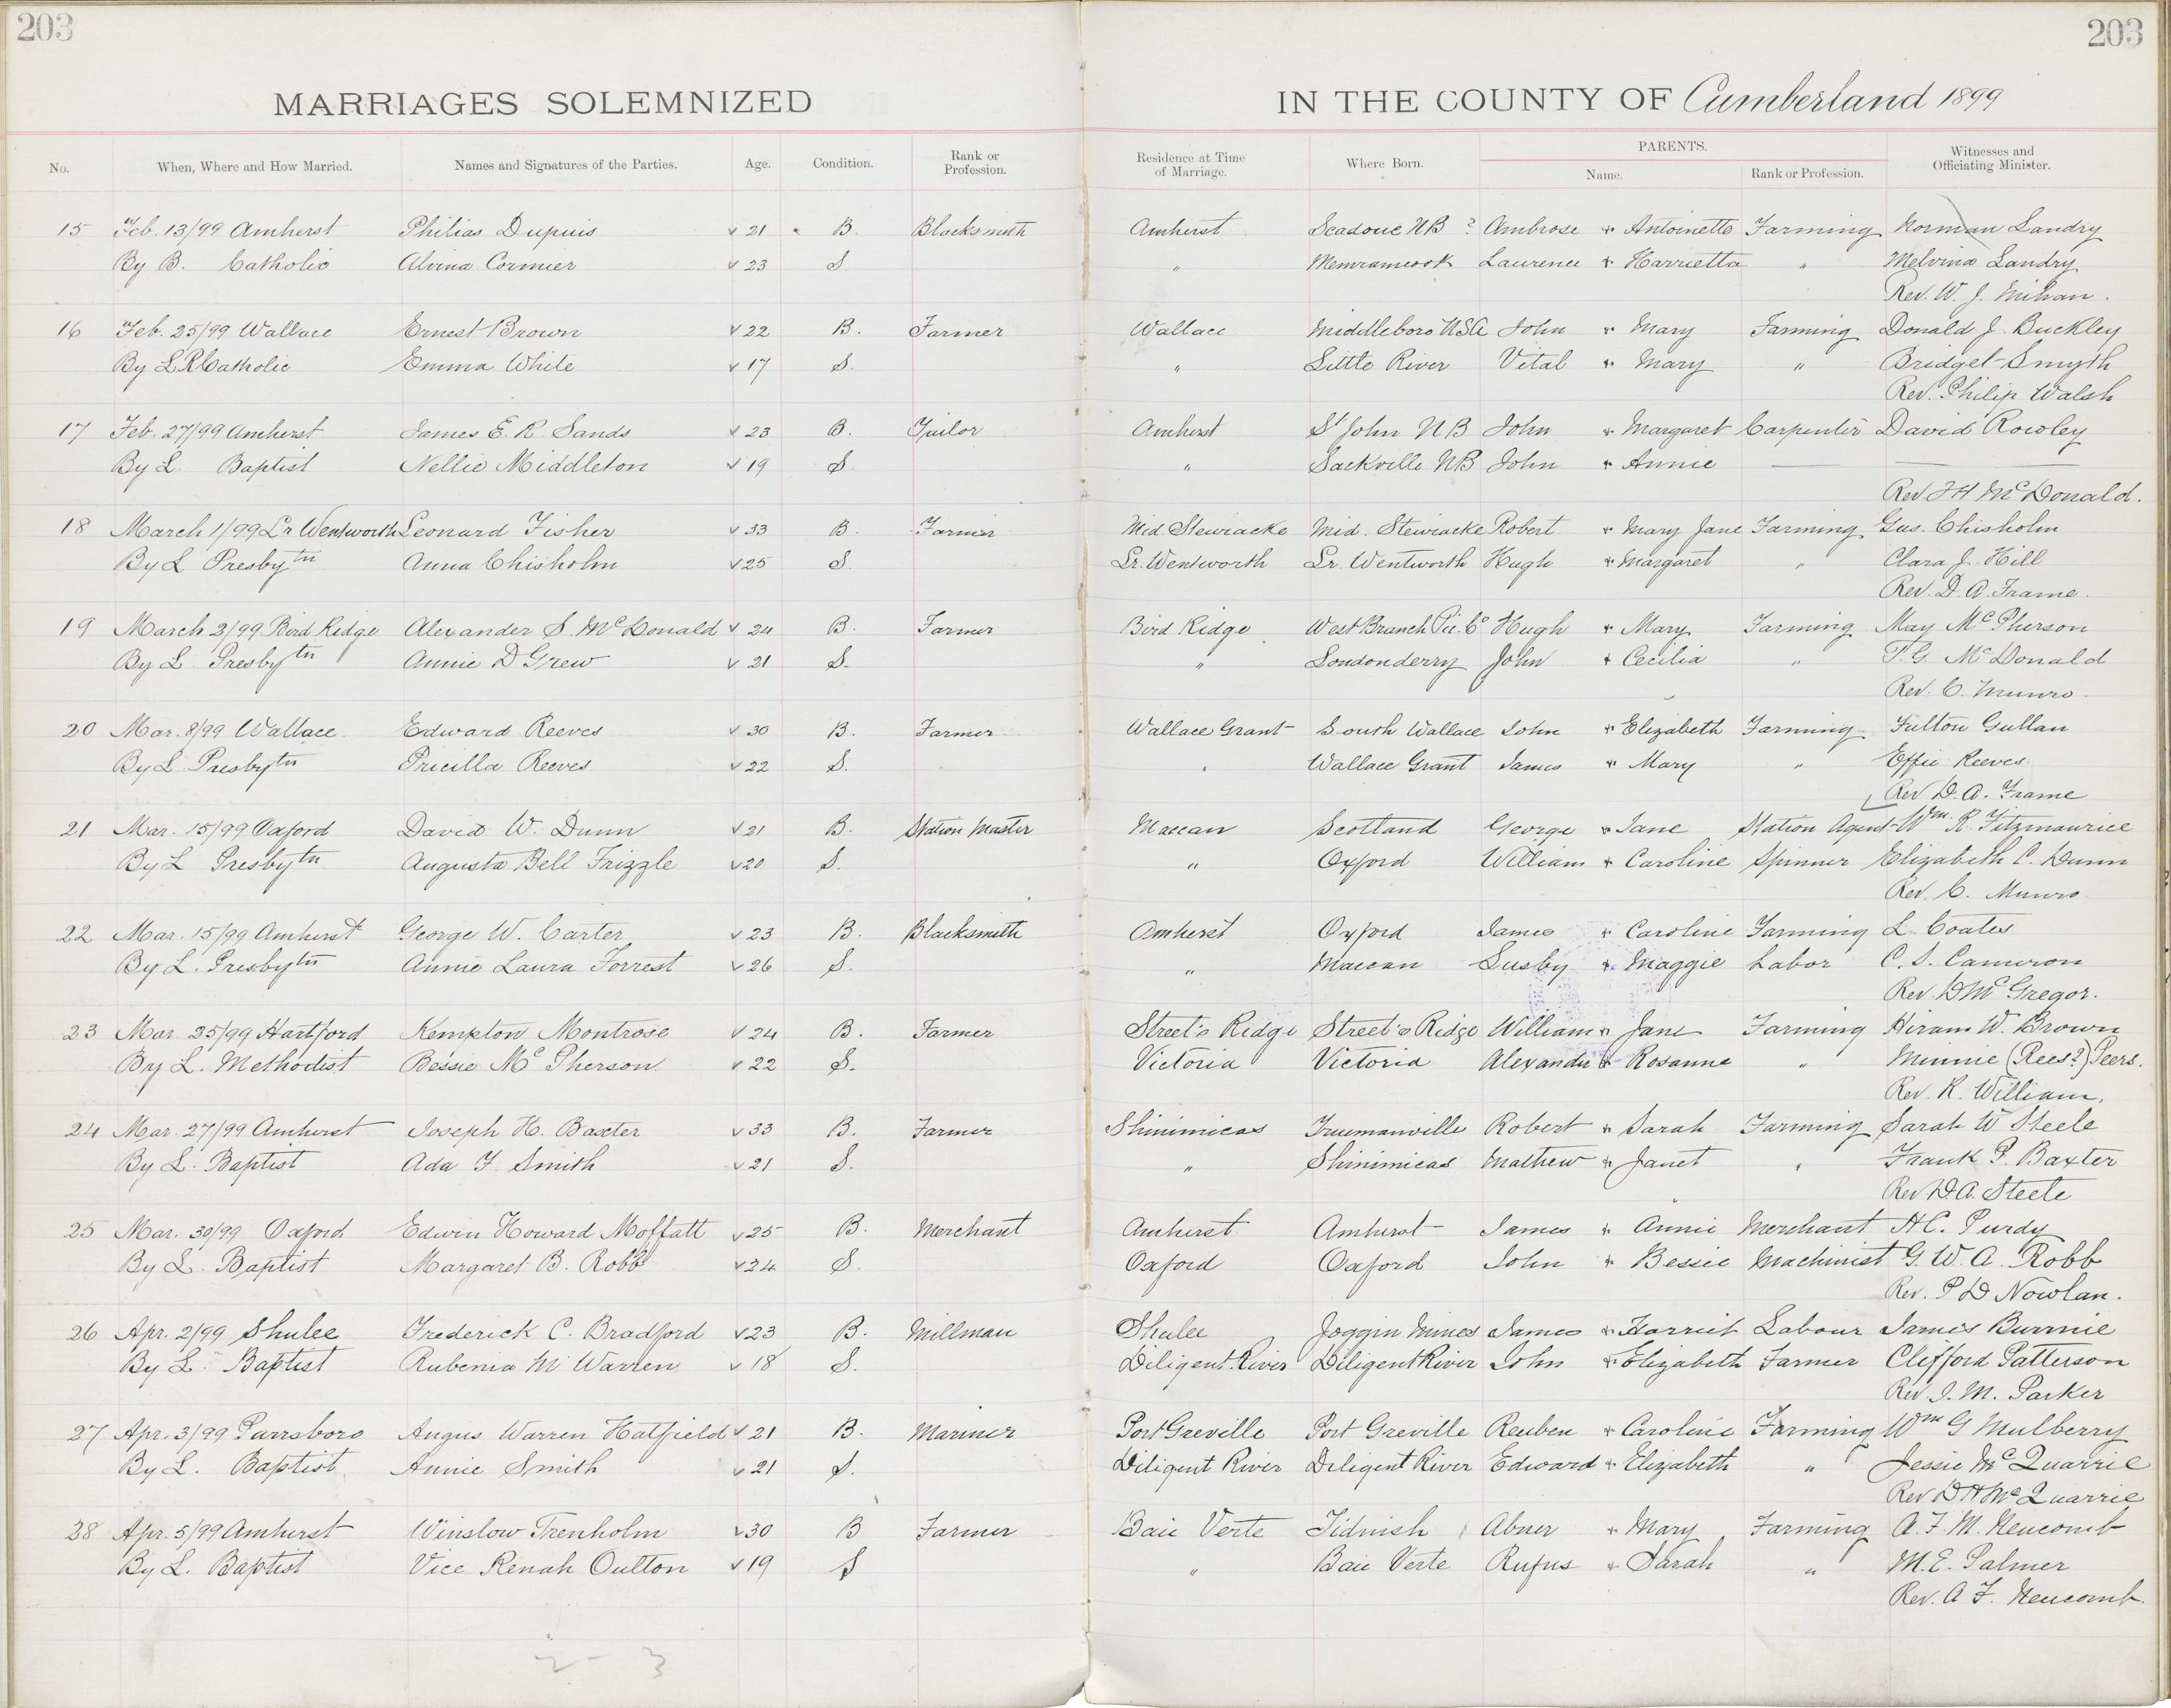 203 203
MARRIAGES SOLEMNIZED IN THE COUNTY OF Cumberland 1899
No. When, Where and How Married. Names and Signatures of the Parties. Age. Condition. Rank or Profession. Residence at Time of Marriage. Where Born. PARENTS. Name. Rank or Profession. Witnesses and Officiating Minister.
15 Feb. 13/99 Amherst Philias Dupuis v 21 B. Blacksmith Amherst Scadouc NB ? Ambrose + Antoinette Farming Norman Landry
By B. Catholic Alvina Cormier v 23 S " Memramcook Laurence + Harrietta " Melvina Landry
Rev. W. J. Mihan.
16 Feb. 25/99 Wallace Ernest Brown v 22 B. Farmer Wallace Middleboro USA John + Mary Farming Donald J. Buckley
By L R Catholic Emma White v 17 S. " Little River Vital + Mary " Bridget Smyth
Rev. Philip Walsh
17 Feb. 27/99 Amherst James E. R. Sands v 23 B. Tailor Amherst St John NB John + Margaret Carpenter David Rowley
By L. Baptist Nellie Middleton v 19 S " Sackville NB John + Annie — — —
Rev. J H McDonald.
18 March 1/99 Lr Wentworth Leonard Fisher v 33 B. Farmer Mid. Stewiacke Mid. Stewiacke Robert + Mary Jane Farming Gus. Chisholm
By L Presbytn Anna Chisholm v 25 S Lr. Wentworth Lr. Wentworth Hugh + Margaret " Clara J. Hill
Rev. D. A. Frame.
19 March 2/99 Bird Ridge Alexander S. McDonald v 24 B. Farmer Bird Ridge West Branch Pic. Co Hugh + Mary Farming May McPherson
By L Presbytn Annie D Grew v 21 S. " Londonderry John + Cecilia " P. G. McDonald
Rev. C. Munro.
20 Mar. 8/99 Wallace Edward Reeves v 30 B. Farmer Wallace Grant South Wallace John + Elizabeth Farming Fulton Gullan
By L Presbytn Pricilla Reeves v 22 S. " Wallace Grant James + Mary " Effie Reeves
Rev D. A. Frame
21 Mar. 15/99 Oxford David W. Dunn v 21 B. Station Master Maccan Scotland George + Jane Station Agent Wm. R. Fitzmaurice
By L Presbytn Augusta Bell Frizzle v 20 S. " Oxford William + Caroline Spinner Elizabeth C. Dunn
Rev. C. Munro
22 Mar. 15/99 Amherst George W. Carter v 23 B. Blacksmith Amherst Oxford James + Caroline Farming L. Coates
By L. Presbytn Annie Laura Forrest v 26 S. " Maccan Susby + Maggie Labor C. S. Cameron
Rev. D McGregor.
23 Mar. 25/99 Hartford Kempton Montrose v 24 B. Farmer Street's Ridge Street's Ridge William + Jane Farming Hiram W. Brown
By L. Methodist Bessie McPherson v 22 S. Victoria Victoria Alexander + Rosanna " Minnie (Rees?) Peers.
Rev. R. William,
24 Mar. 27/99 Amherst Joseph H. Baxter v 33 B. Farmer Shinimicas Truemanville Robert + Sarah Farming Sarah W Steele
By L. Baptist Ada F. Smith v 21 S. " Shinimicas Mathew + Janet " Frank P. Baxter
Rev D. A. Steele
25 Mar. 30/99 Oxford Edwin Howard Moffatt v 25 B. Merchant Amherst Amherst James + Annie Merchant H C. Purdy
By L. Baptist Margaret B. Robb v 24 S. Oxford Oxford John + Bessie Machinist G. W. A. Robb
Rev. P D Nowlan.
26 Apr. 2/99 Shulee Frederick C. Bradford v 23 B. Millman Shulee Joggin Mines James + Harriet Labour James Burrnie
By L. Baptist Rubenia M Warren v 18 S. Diligent River Diligent River John + Elizabeth Farmer Clifford Patterson
Rev. I. M. Parker
27 Apr. 3/99 Parrsboro Angus Warren Hatfield v 21 B. Mariner Port Greville Port Greville Reuben + Caroline Farming Wm G Mulberry
By L. Baptist Annie Smith v 21 S. Diligent River Diligent River Edward + Elizabeth " Jessie McQuarrie
Rev D H McQuarrie
28 Apr. 5/99 Amherst Winslow Trenholm v 30 B Farmer Baie Verte Tidnish Abner + Mary Farming A. F. M. Newcomb
By L. Baptist Vice Renah Oulton v 19 S " Baie Verte Rufus + Sarah " M. E. Palmer
Rev. A F. Newcomb.
2 - 3